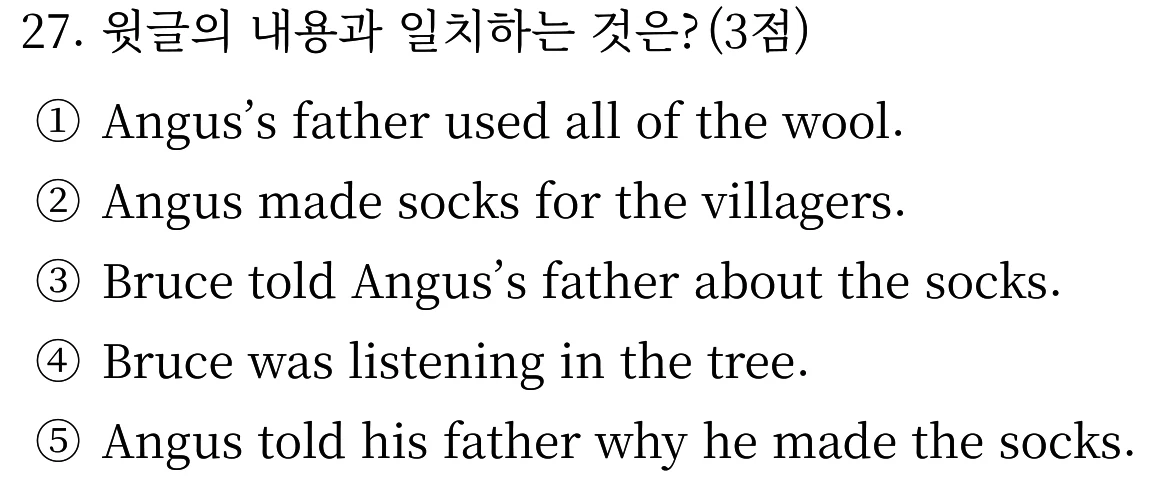 27. 윗글의 내용과 일치하는 것은?(3점)
① Angus’s father used all of the wool.
② Angus made socks for the villagers.
③ Bruce told Angus’s father about the socks.
④ Bruce was listening in the tree.
⑤ Angus told his father why he made the socks.